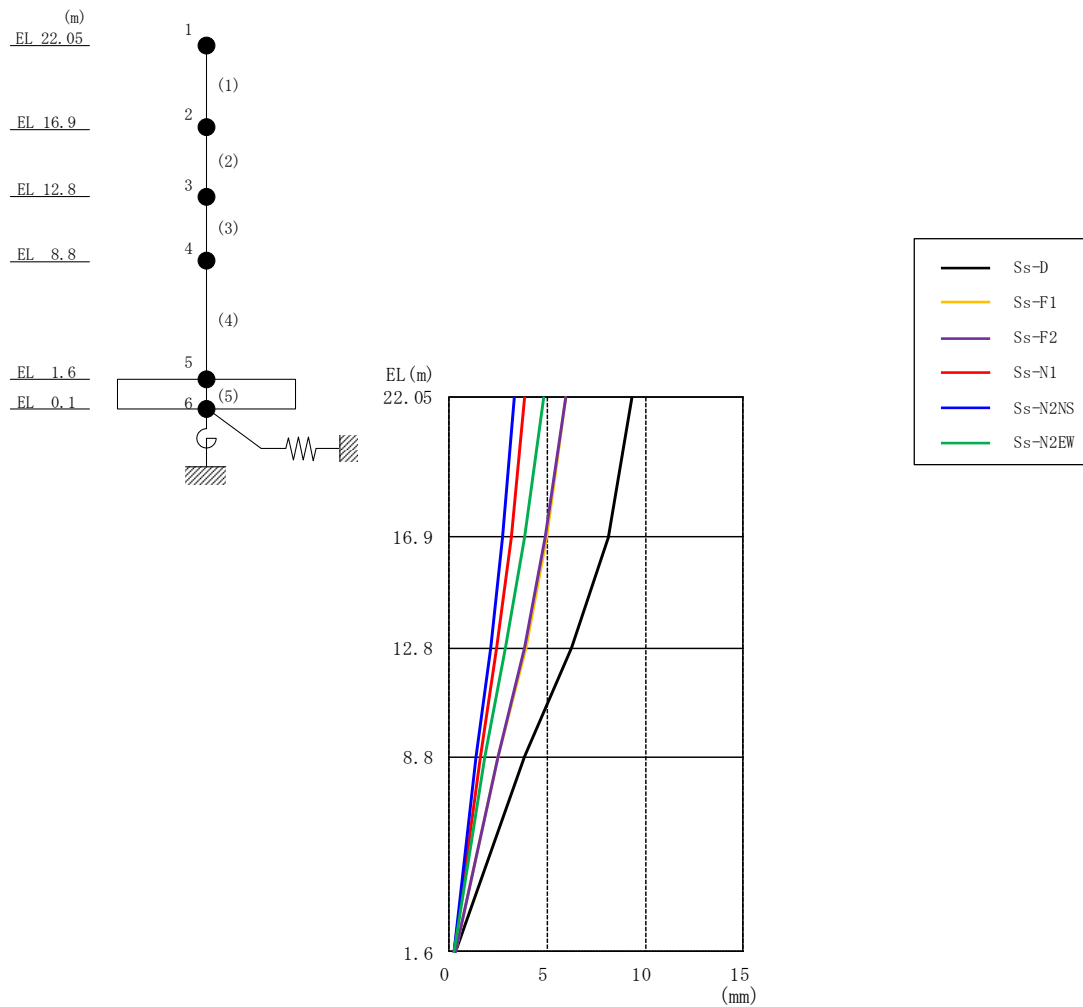 (m)
EL 22.05
1
(1)
EL 16.9
2
(2)
EL 12.8
3
(3)
EL 8.8
4
(4)
EL 1.6
5
(5)
EL 0.1
6
Ss-D
Ss-F1
Ss-F2
Ss-N1
Ss-N2NS
Ss-N2EW
EL(m)
22.05
16.9
12.8
8.8
1.6
0 5 10 15
(mm)